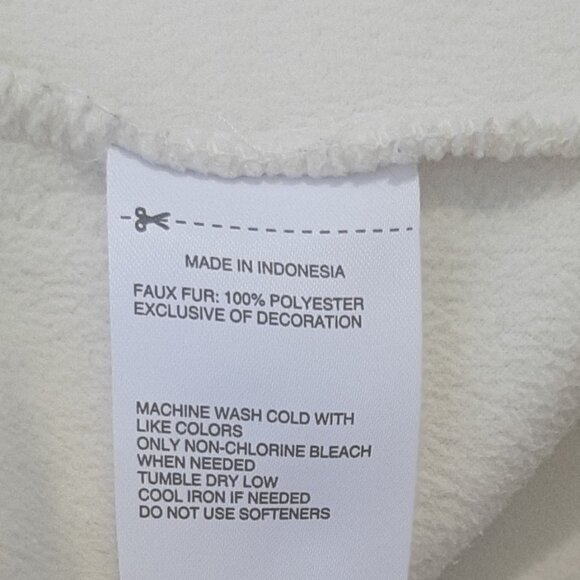 MADE IN INDONESIA
FAUX FUR: 100% POLYESTER
EXCLUSIVE OF DECORATION
MACHINE WASH COLD WITH
LIKE COLORS
ONLY NON-CHLORINE BLEACH
WHEN NEEDED
TUMBLE DRY LOW
COOL IRON IF NEEDED
DO NOT USE SOFTENERS